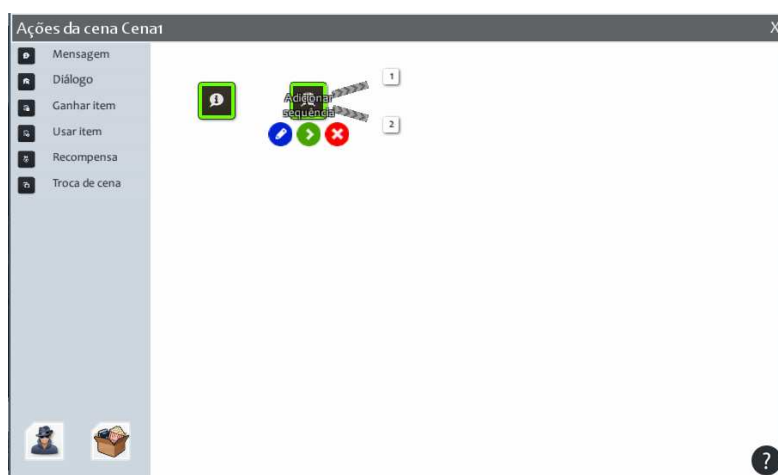 Ações da cena Cena1
X
Mensagem
Diálogo
Ganhar item
Usar item
Recompensa
Troca de cena
Adicionar
sequência
1
2
?